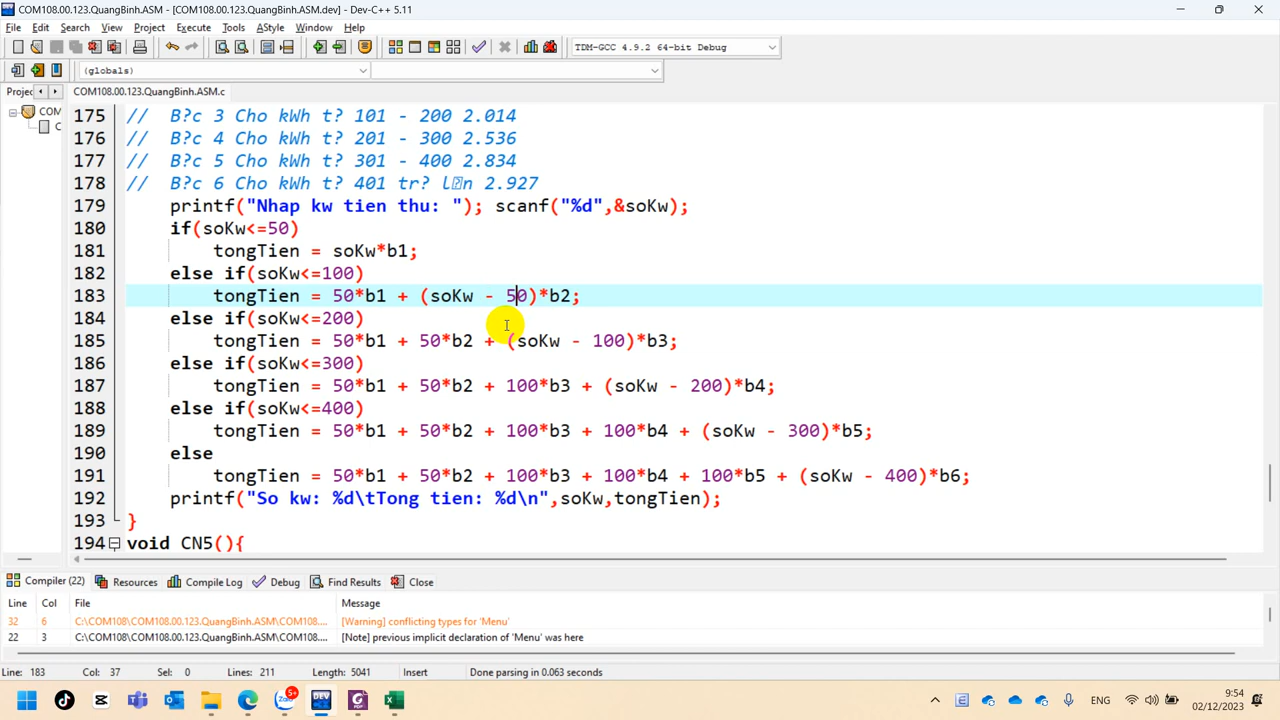 COM108.00.123.QuangBinh.ASM - [COM108.00.123.QuangBinh.ASM.dev] - Dev-C++ 5.11
File Edit Search View Project Execute Tools AStyle Window Help
TDM-GCC 4.9.2 64-bit Debug
(globals)
Projec COM108.00.123.QuangBinh.ASM.c
COM
C
175 // B?c 3 Cho kWh t? 101 - 200 2.014
176 // B?c 4 Cho kWh t? 201 - 300 2.536
177 // B?c 5 Cho kWh t? 301 - 400 2.834
178 // B?c 6 Cho kWh t? 401 tr? l�n 2.927
179 printf("Nhap kw tien thu: "); scanf("%d",&soKw);
180 if(soKw<=50)
181 tongTien = soKw*b1;
182 else if(soKw<=100)
183 tongTien = 50*b1 + (soKw - 50)*b2;
184 else if(soKw<=200)
185 tongTien = 50*b1 + 50*b2 + (soKw - 100)*b3;
186 else if(soKw<=300)
187 tongTien = 50*b1 + 50*b2 + 100*b3 + (soKw - 200)*b4;
188 else if(soKw<=400)
189 tongTien = 50*b1 + 50*b2 + 100*b3 + 100*b4 + (soKw - 300)*b5;
190 else
191 tongTien = 50*b1 + 50*b2 + 100*b3 + 100*b4 + 100*b5 + (soKw - 400)*b6;
192 printf("So kw: %d\tTong tien: %d\n",soKw,tongTien);
193 }
194 void CN5(){
Compiler (22) Resources Compile Log Debug Find Results Close
Line Col File Message
32 6 C:\COM108\COM108.00.123.QuangBinh.ASM\COM108.... [Warning] conflicting types for 'Menu'
22 3 C:\COM108\COM108.00.123.QuangBinh.ASM\COM108.... [Note] previous implicit declaration of 'Menu' was here
Line: 183 Col: 37 Sel: 0 Lines: 211 Length: 5041 Insert Done parsing in 0.063 seconds
Zalo 5+ DEV PDF ENG 9:54
02/12/2023